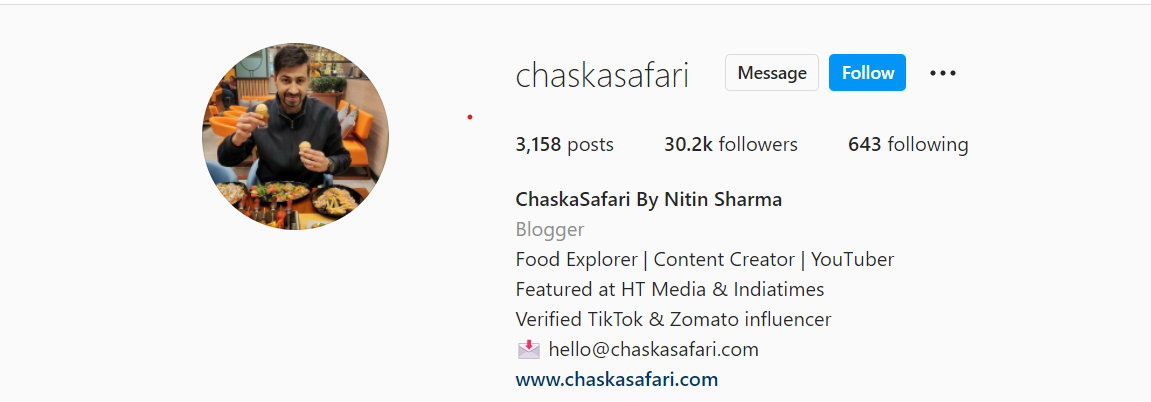 chaskasafari Message Follow
3,158 posts 30.2k followers 643 following
ChaskaSafari By Nitin Sharma
Blogger
Food Explorer | Content Creator | YouTuber
Featured at HT Media & Indiatimes
Verified TikTok & Zomato influencer
📩 hello@chaskasafari.com
www.chaskasafari.com